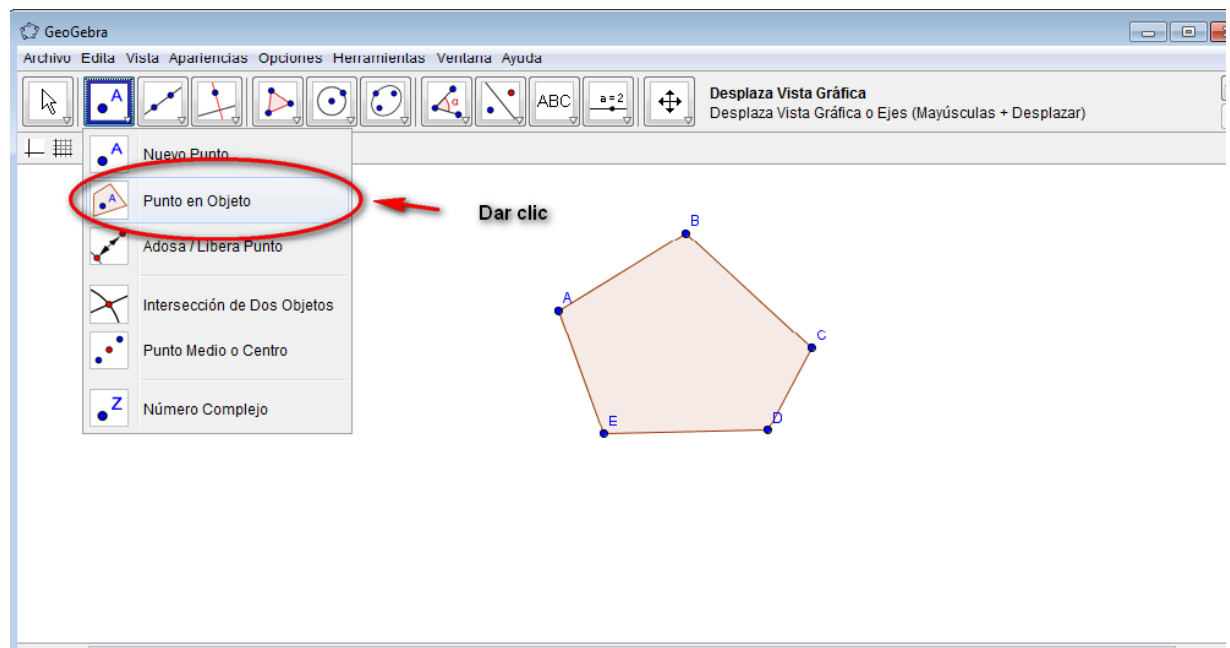 GeoGebra
Archivo Edita Vista Apariencias Opciones Herramientas Ventana Ayuda
A
α
ABC
a=2
Desplaza Vista Gráfica
Desplaza Vista Gráfica o Ejes (Mayúsculas + Desplazar)
A Nuevo Punto
A Punto en Objeto
Dar clic
Adosa / Libera Punto
Intersección de Dos Objetos
Punto Medio o Centro
Z Número Complejo
B
A
C
E
D